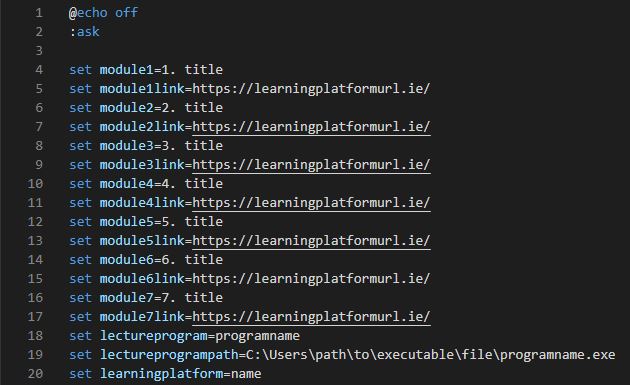 1 @echo off
2 :ask
3
4 set module1=1. title
5 set module1link=https://learningplatformurl.ie/
6 set module2=2. title
7 set module2link=https://learningplatformurl.ie/
8 set module3=3. title
9 set module3link=https://learningplatformurl.ie/
10 set module4=4. title
11 set module4link=https://learningplatformurl.ie/
12 set module5=5. title
13 set module5link=https://learningplatformurl.ie/
14 set module6=6. title
15 set module6link=https://learningplatformurl.ie/
16 set module7=7. title
17 set module7link=https://learningplatformurl.ie/
18 set lectureprogram=programname
19 set lectureprogrampath=C:\Users\path\to\executable\file\programname.exe
20 set learningplatform=name